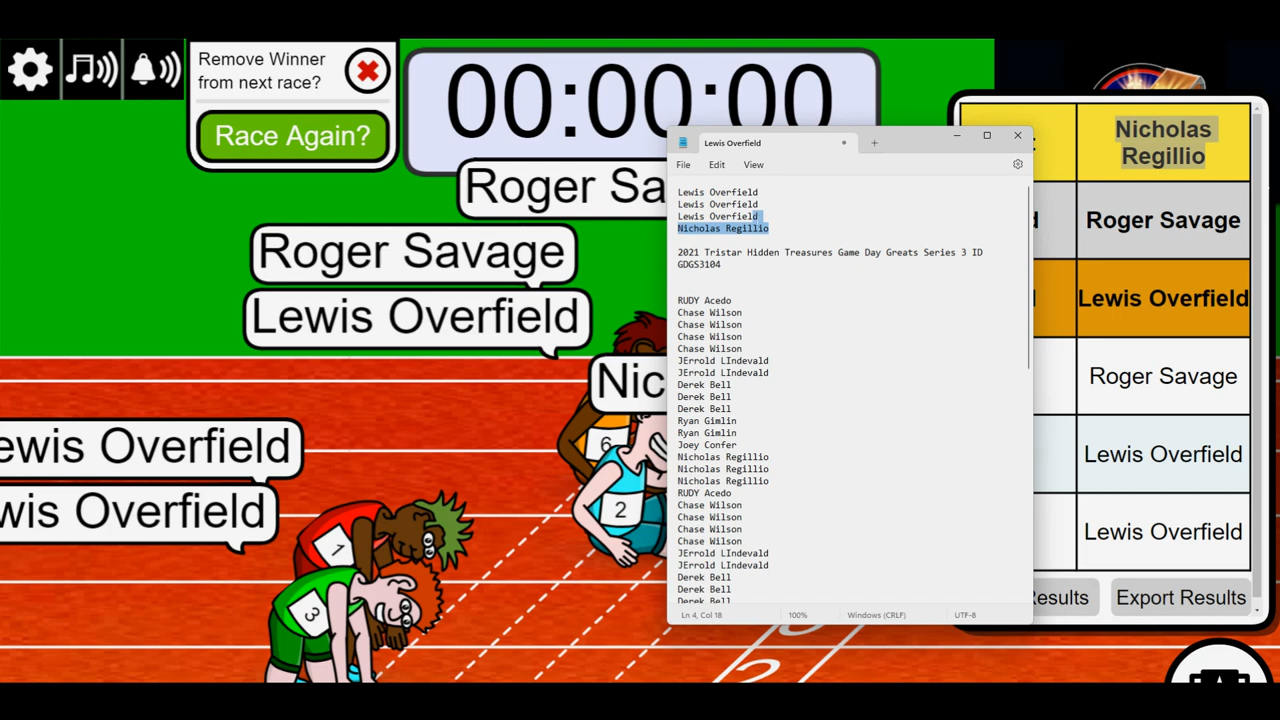 Remove Winner
from next race?
Race Again?
00:00:00
Roger Sa
Roger Savage
Lewis Overfield
Nic
ewis Overfield
wis Overfield
6
2
1
3
Lewis Overfield
File Edit View
Lewis Overfield
Lewis Overfield
Lewis Overfield
Nicholas Regillio
2021 Tristar Hidden Treasures Game Day Greats Series 3 ID
GDGS3104
RUDY Acedo
Chase Wilson
Chase Wilson
Chase Wilson
Chase Wilson
JErrold LIndevald
JErrold LIndevald
Derek Bell
Derek Bell
Derek Bell
Ryan Gimlin
Ryan Gimlin
Joey Confer
Nicholas Regillio
Nicholas Regillio
Nicholas Regillio
RUDY Acedo
Chase Wilson
Chase Wilson
Chase Wilson
Chase Wilson
JErrold LIndevald
JErrold LIndevald
Derek Bell
Derek Bell
Derek Bell
Ln 4, Col 18 100% Windows (CRLF) UTF-8
Nicholas
Regillio
Roger Savage
Lewis Overfield
Roger Savage
Lewis Overfield
Lewis Overfield
Results
Export Results